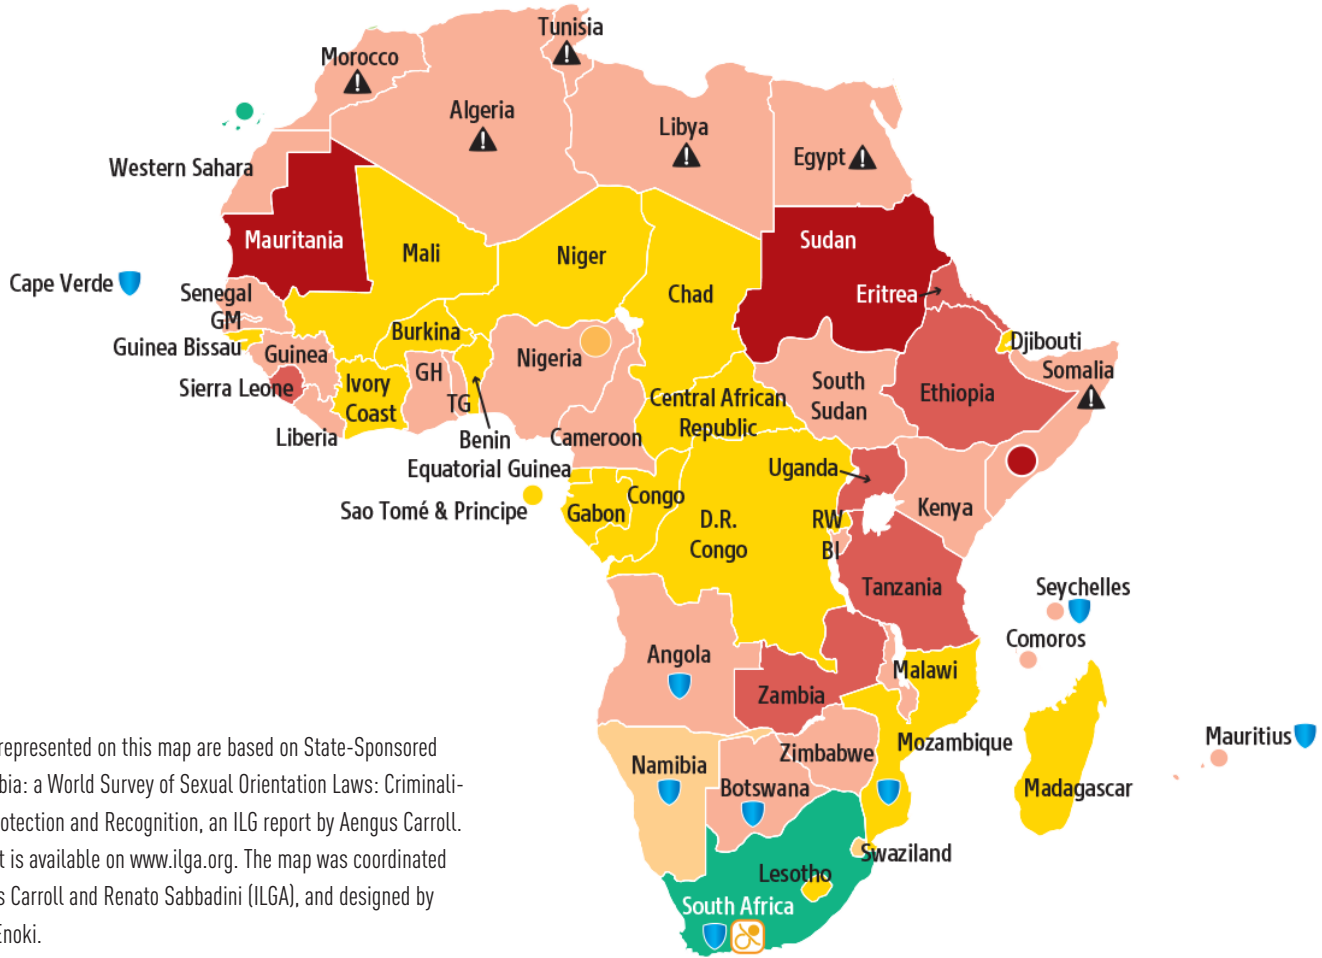 Tunisia
Morocco
Algeria
Libya
Egypt
Western Sahara
Mauritania
Mali
Niger
Chad
Sudan
Cape Verde
Senegal
GM
Guinea Bissau
Guinea
Sierra Leone
Liberia
Ivory
Coast
Burkina
GH
TG
Benin
Nigeria
Eritrea
Djibouti
Somalia
Ethiopia
South
Sudan
Central African
Republic
Cameroon
Equatorial Guinea
Sao Tomé & Principe
Gabon
Congo
D.R.
Congo
Uganda
RW
BI
Kenya
Tanzania
Seychelles
Comoros
Angola
Zambia
Malawi
Mozambique
Zimbabwe
Namibia
Botswana
Madagascar
Mauritius
Swaziland
Lesotho
South Africa
represented on this map are based on State-Sponsored
bia: a World Survey of Sexual Orientation Laws: Criminali-
otection and Recognition, an ILG report by Aengus Carroll.
t is available on www.ilga.org. The map was coordinated
s Carroll and Renato Sabbadini (ILGA), and designed by
Enoki.